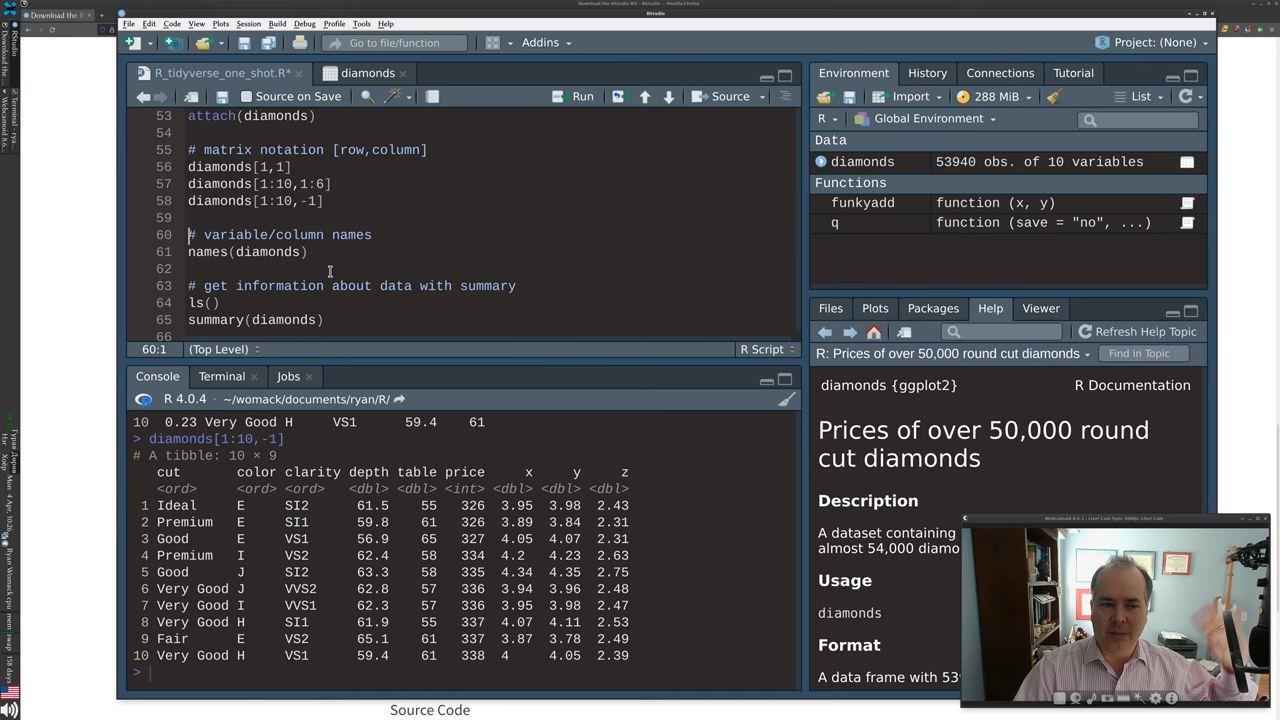 Download the RStudio IDE - RStudio — Mozilla Firefox
RStudio
Download the R
File Edit Code View Plots Session Build Debug Profile Tools Help
Go to file/function
Addins
Project: (None)
R_tidyverse_one_shot.R*
diamonds
Source on Save
Run
Source
53 attach(diamonds)
54
55 # matrix notation [row,column]
56 diamonds[1,1]
57 diamonds[1:10,1:6]
58 diamonds[1:10,-1]
59
60 # variable/column names
61 names(diamonds)
62
63 # get information about data with summary
64 ls()
65 summary(diamonds)
66
60:1 (Top Level) R Script
Console Terminal Jobs
R 4.0.4 · ~/womack/documents/ryan/R/
10 0.23 Very Good H VS1 59.4 61
> diamonds[1:10,-1]
# A tibble: 10 × 9
cut color clarity depth table price x y z
<ord> <ord> <ord> <dbl> <dbl> <int> <dbl> <dbl> <dbl>
1 Ideal E SI2 61.5 55 326 3.95 3.98 2.43
2 Premium E SI1 59.8 61 326 3.89 3.84 2.31
3 Good E VS1 56.9 65 327 4.05 4.07 2.31
4 Premium I VS2 62.4 58 334 4.2 4.23 2.63
5 Good J SI2 63.3 58 335 4.34 4.35 2.75
6 Very Good J VVS2 62.8 57 336 3.94 3.96 2.48
7 Very Good I VVS1 62.3 57 336 3.95 3.98 2.47
8 Very Good H SI1 61.9 55 337 4.07 4.11 2.53
9 Fair E VS2 65.1 61 337 3.87 3.78 2.49
10 Very Good H VS1 59.4 61 338 4 4.05 2.39
>
Environment History Connections Tutorial
Import 288 MiB List
R Global Environment
Data
diamonds 53940 obs. of 10 variables
Functions
funkyadd function (x, y)
q function (save = "no", ...)
Files Plots Packages Help Viewer
Refresh Help Topic
R: Prices of over 50,000 round cut diamonds
Find in Topic
diamonds {ggplot2} R Documentation
Prices of over 50,000 round
cut diamonds
Description
A dataset containing
almost 54,000 diamo
Usage
diamonds
Format
A data frame with 539
Source Code